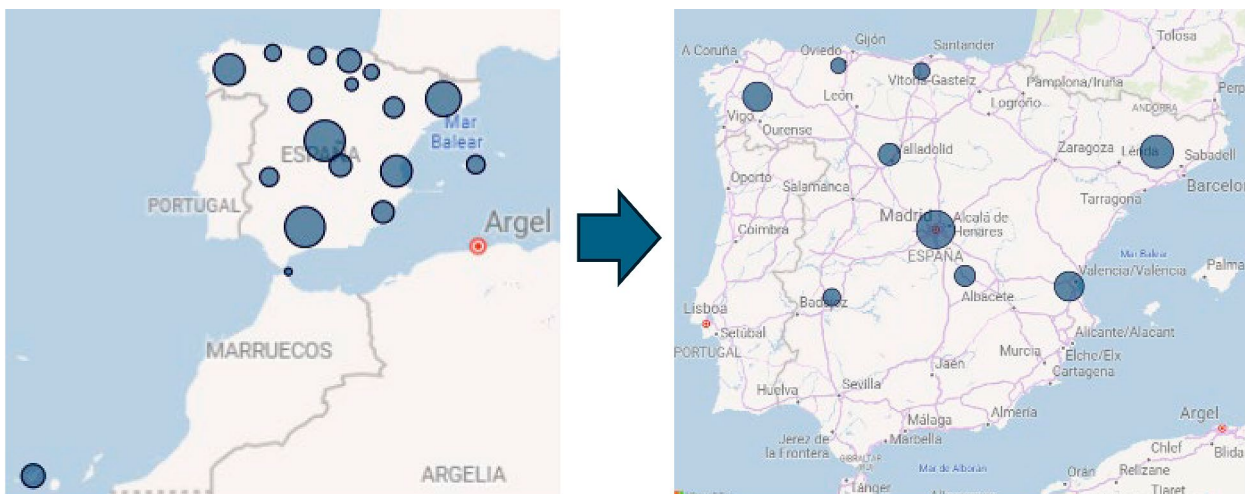 Mar
Balear
ESPAÑA
PORTUGAL
Argel
MARRUECOS
ARGELIA
Gijón
A Coruña
Oviedo
Santander
Tolosa
Vitoria-Gasteiz
Pamplona/Iruña
León
Logroño
ANDORRA
Perp
Vigo
Ourense
Valladolid
Zaragoza
Lérida
Sabadell
Oporto
Salamanca
Barcelon
Tarragona
Madrid
Alcalá de
Henares
Coimbra
ESPAÑA
Mar Balear
Valencia/València
Palma
Badajoz
Albacete
Lisboa
Setúbal
Alicante/Alacant
PORTUGAL
Murcia
Elche/Elx
Cartagena
Jaén
Huelva
Sevilla
Málaga
Almería
Argel
Jerez de
la Frontera
Marbella
Chlef
Blida
GIBRALTAR
Mar de Alborán
Orán
Relizane
Tánger
Tiaret